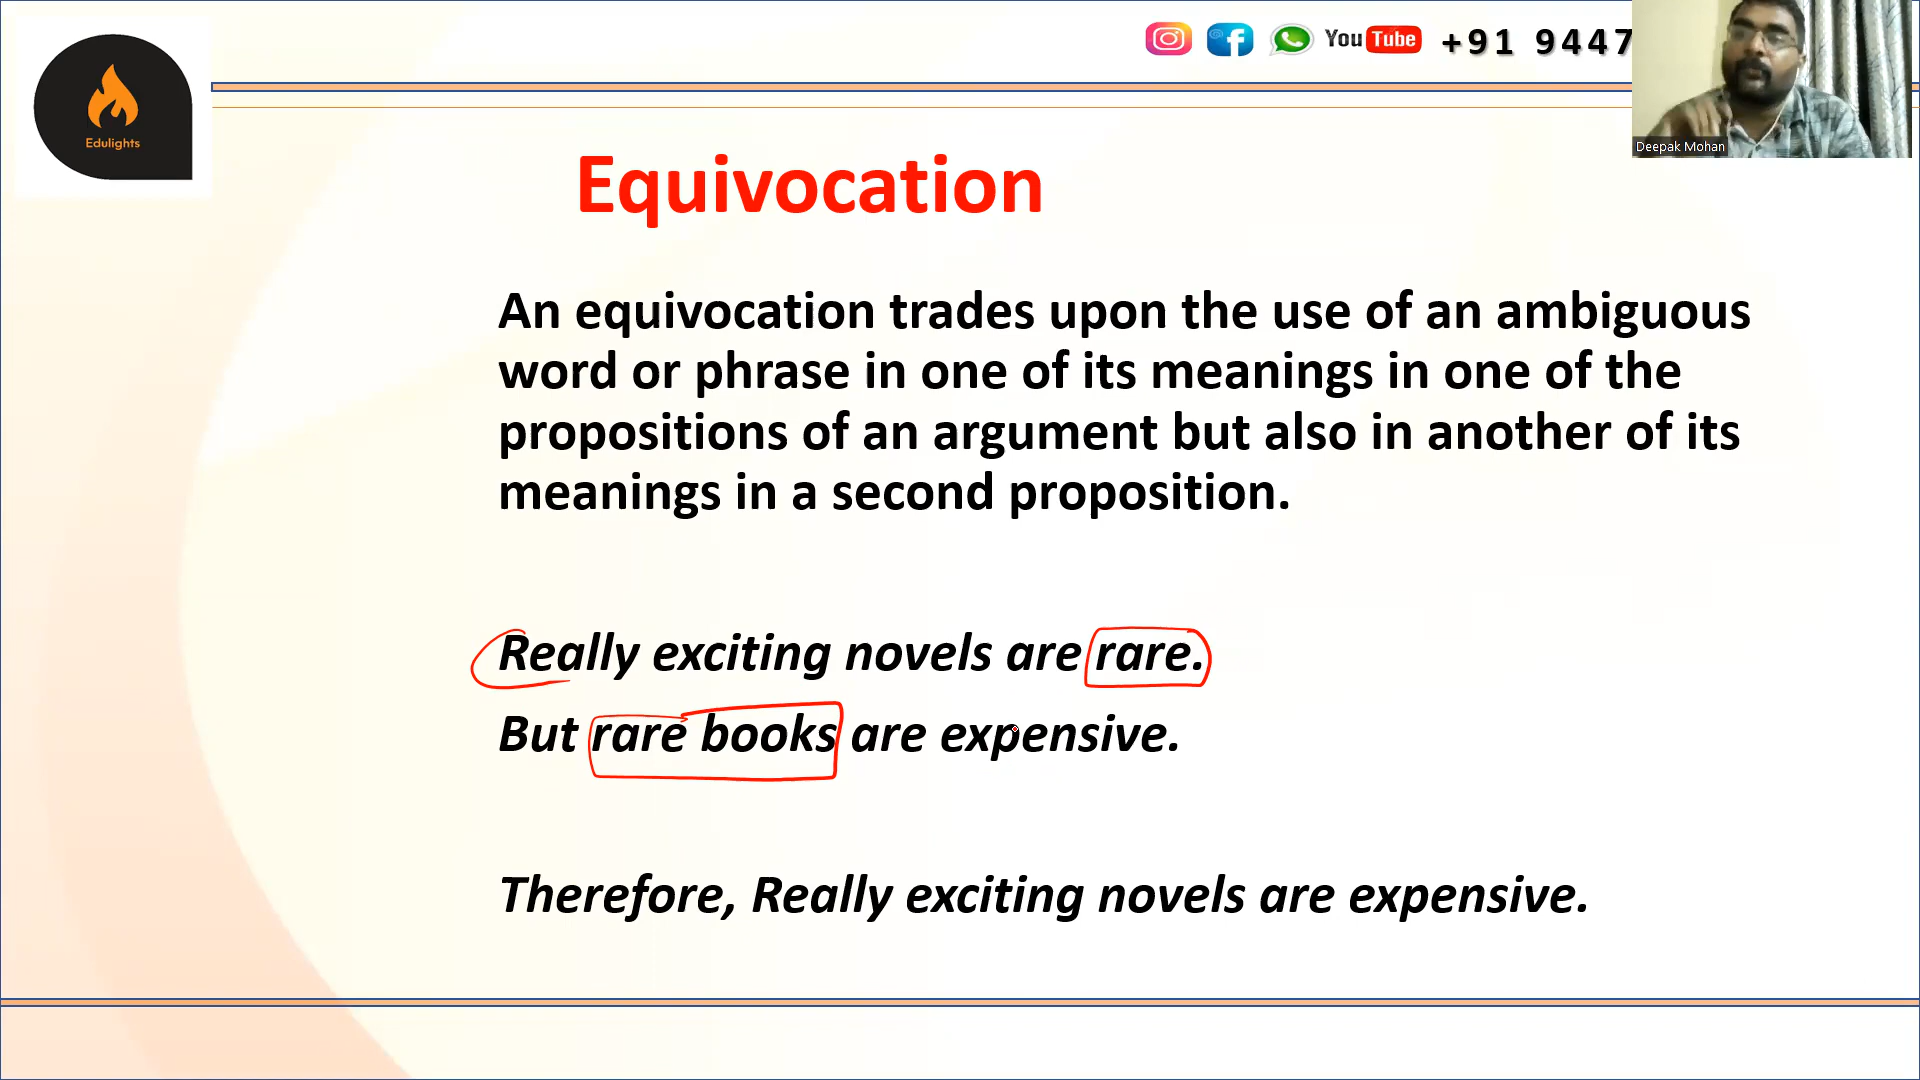 You Tube
+91 9447
Edulights
Deepak Mohan
Equivocation
An equivocation trades upon the use of an ambiguous
word or phrase in one of its meanings in one of the
propositions of an argument but also in another of its
meanings in a second proposition.
Really exciting novels are rare.
But rare books are expensive.
Therefore, Really exciting novels are expensive.